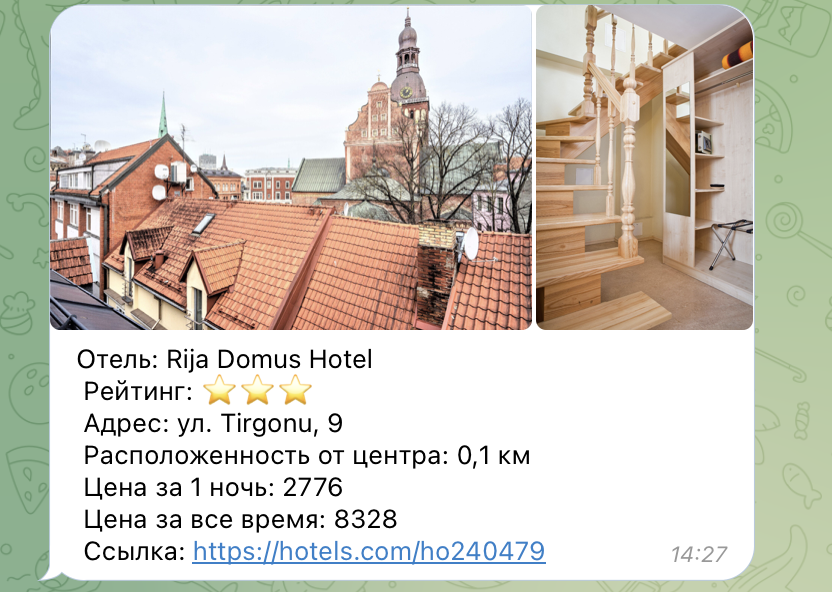 Отель: Rija Domus Hotel
Рейтинг: ⭐⭐⭐
Адрес: ул. Tirgonu, 9
Расположенность от центра: 0,1 км
Цена за 1 ночь: 2776
Цена за все время: 8328
Ссылка: https://hotels.com/ho240479
14:27